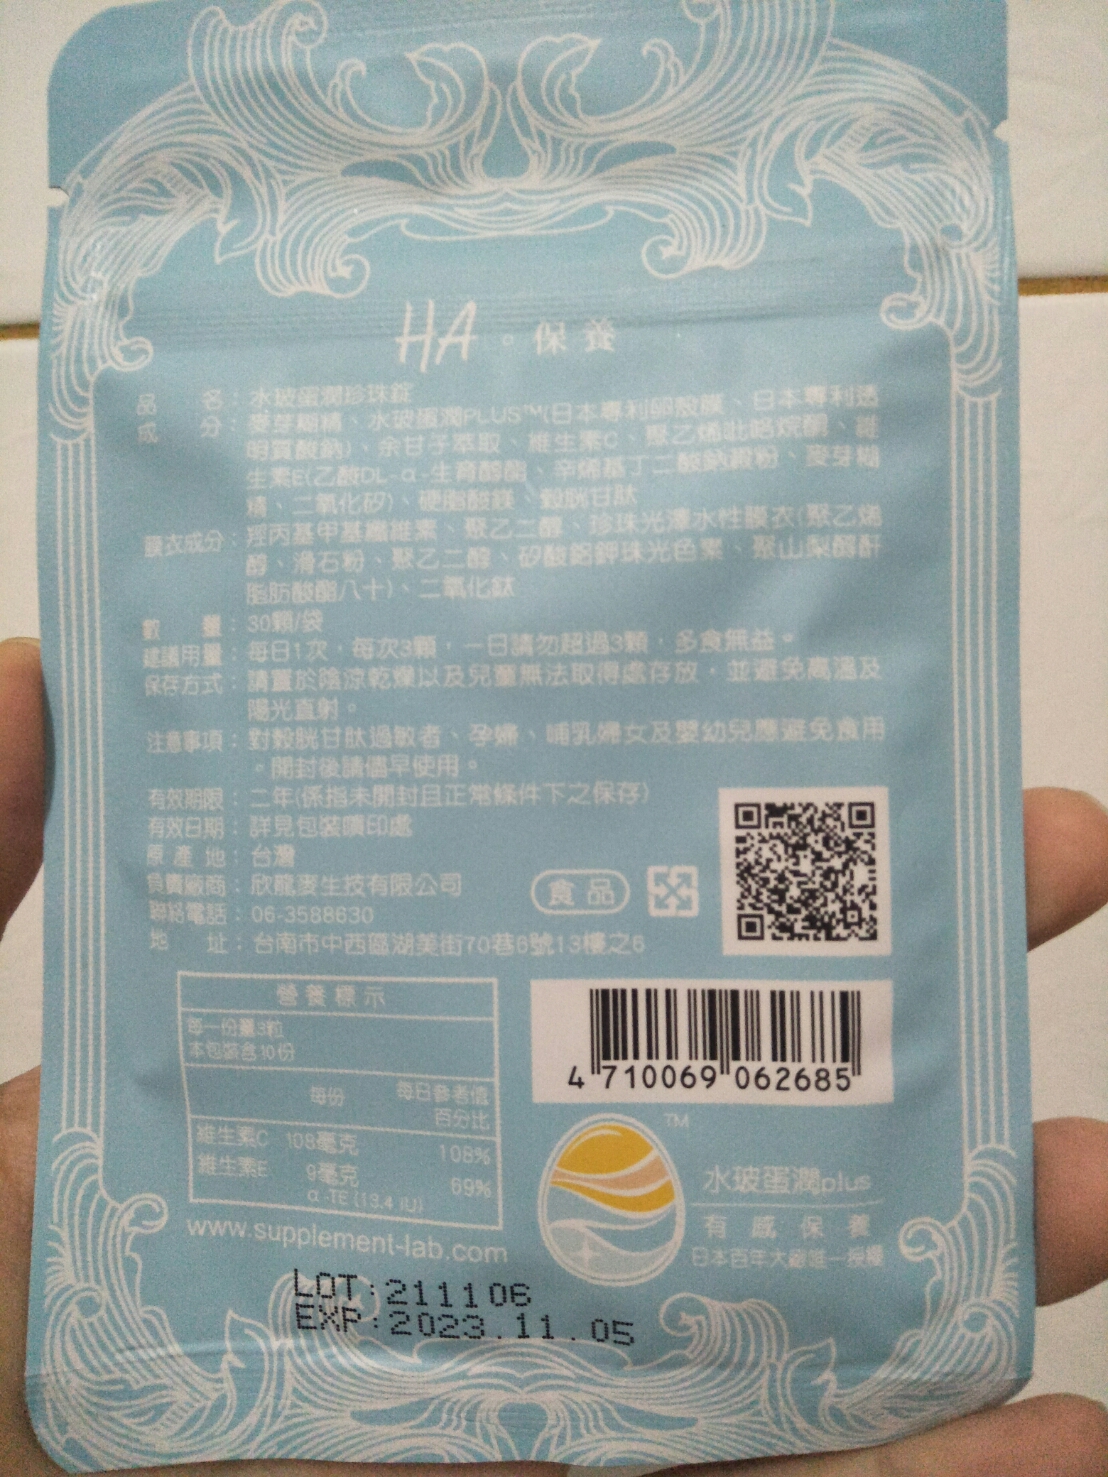 HA。保養
品名：水玻蛋潤珍珠錠
成分：麥芽糊精、水玻蛋潤PLUS™(日本專利卵殼膜、日本專利透
明質酸鈉)、余甘子萃取、維生素C、聚乙烯吡咯烷酮、維
生素E(乙酸DL-α-生育醇酯、辛烯基丁二酸鈉澱粉、麥芽糊
精、二氧化矽)、硬脂酸鎂、穀胱甘肽
膜衣成分：羥丙基甲基纖維素、聚乙二醇、珍珠光澤水性膜衣(聚乙烯
醇、滑石粉、聚乙二醇、矽酸鋁鉀珠光色素、聚山梨醇酐
脂肪酸酯八十)、二氧化鈦
數量：30顆/袋
建議用量：每日1次，每次3顆，一日請勿超過3顆，多食無益。
保存方式：請置於陰涼乾燥以及兒童無法取得處存放，並避免高溫及
陽光直射。
注意事項：對穀胱甘肽過敏者、孕婦、哺乳婦女及嬰幼兒應避免食用
。開封後請儘早使用。
有效期限：二年(係指未開封且正常條件下之保存)
有效日期：詳見包裝噴印處
原產地：台灣
負責廠商：欣龍麥生技有限公司
聯絡電話：06-3588630
地址：台南市中西區湖美街70巷6號13樓之6
食品
營養標示
每一份量3粒
本包裝含10份
每份 每日參考值
百分比
維生素C 108毫克 108%
維生素E 9毫克 69%
α-TE (13.4 IU)
4 710069 062685
TM
水玻蛋潤plus
有感保養
日本百年大廠唯一授權
www.supplement-lab.com
LOT:211106
EXP:2023.11.05